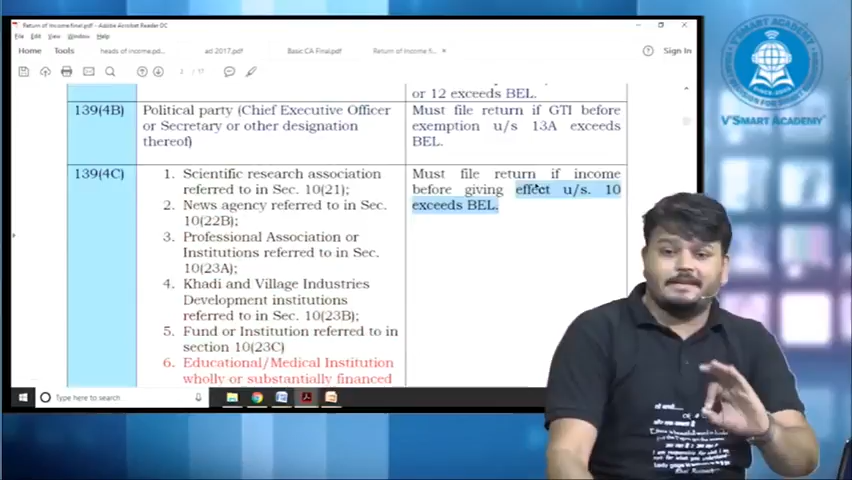 Return of Income final.pdf - Adobe Acrobat Reader DC
File Edit View Window Help
Home Tools heads of income.pd... ad 2017.pdf Basic CA Final.pdf Return of Income fi... × Sign In
or 12 exceeds BEL.
139(4B) Political party (Chief Executive Officer
or Secretary or other designation
thereof)
Must file return if GTI before
exemption u/s 13A exceeds
BEL.
139(4C) 1. Scientific research association
referred to in Sec. 10(21);
2. News agency referred to in Sec.
10(22B);
3. Professional Association or
Institutions referred to in Sec.
10(23A);
4. Khadi and Village Industries
Development institutions
referred to in Sec. 10(23B);
5. Fund or Institution referred to in
section 10(23C)
6. Educational/Medical Institution
wholly or substantially financed
Must file return if income
before giving effect u/s. 10
exceeds BEL.
Type here to search
V'SMART ACADEMY